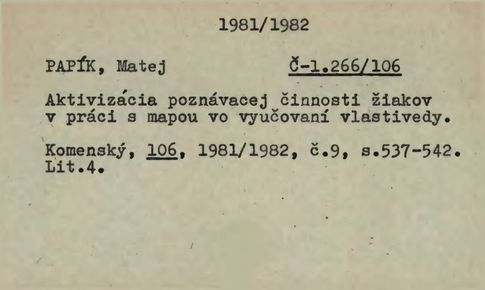 1981/1982
PAPÍK, Matej Č-1.266/106
Aktivizácia poznávacej činnosti žiakov
v práci s mapou vo vyučovaní vlastivedy.
Komenský, 106, 1981/1982, č.9, s.537-542.
Lit.4.